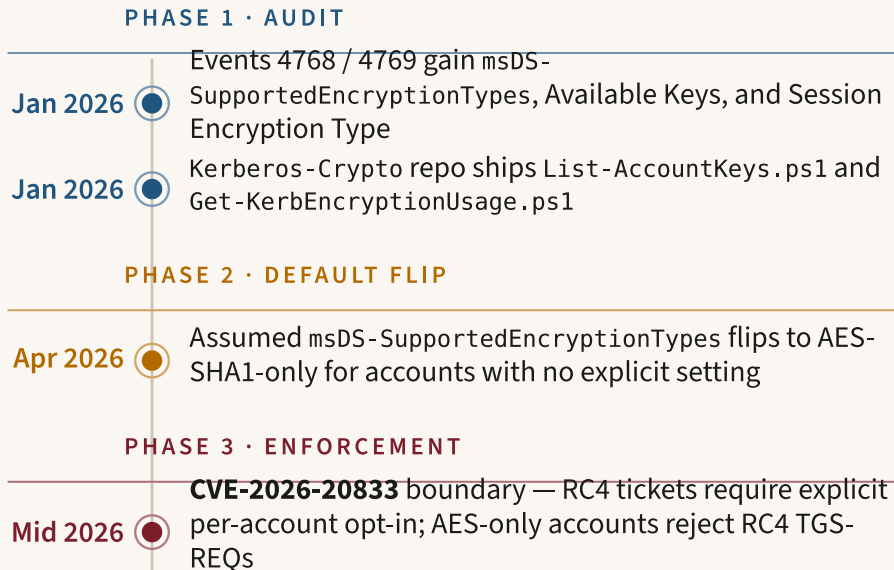 PHASE 1 · AUDIT
Events 4768 / 4769 gain msDS-
Jan 2026 SupportedEncryptionTypes, Available Keys, and Session
Encryption Type
Jan 2026 Kerberos-Crypto repo ships List-AccountKeys.ps1 and
Get-KerbEncryptionUsage.ps1
PHASE 2 · DEFAULT FLIP
Apr 2026 Assumed msDS-SupportedEncryptionTypes flips to AES-
SHA1-only for accounts with no explicit setting
PHASE 3 · ENFORCEMENT
CVE-2026-20833 boundary — RC4 tickets require explicit
Mid 2026 per-account opt-in; AES-only accounts reject RC4 TGS-
REQs